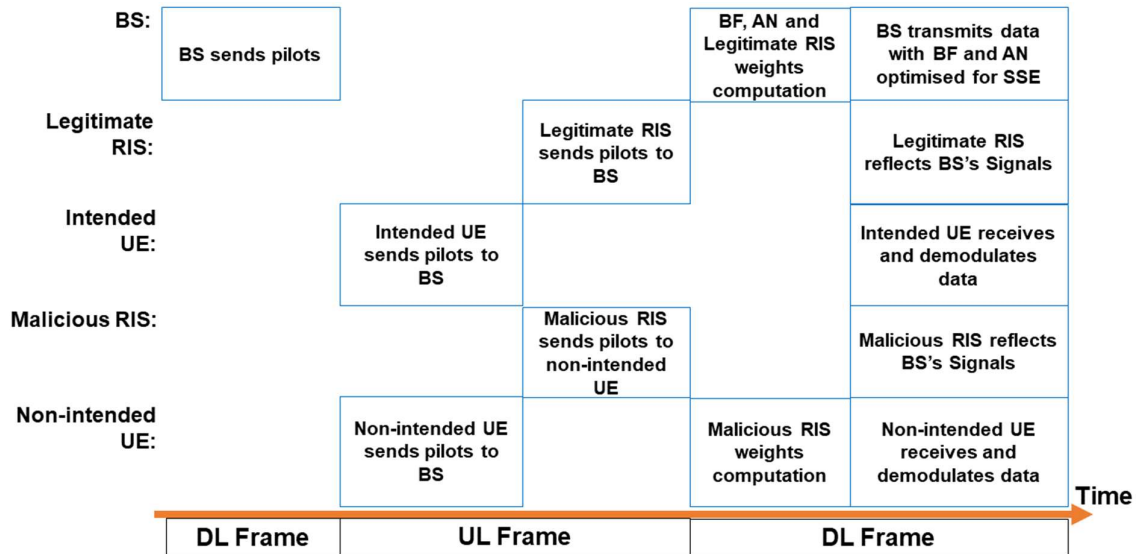 BS:
BS sends pilots
BF, AN and
Legitimate RIS
weights
computation
BS transmits data
with BF and AN
optimised for SSE
Legitimate
RIS:
Legitimate RIS
sends pilots to
BS
Legitimate RIS
reflects BS's Signals
Intended
UE:
Intended UE
sends pilots to
BS
Intended UE receives
and demodulates
data
Malicious RIS:
Malicious RIS
sends pilots to
non-intended
UE
Malicious RIS reflects
BS's Signals
Non-intended
UE:
Non-intended UE
sends pilots to
BS
Malicious RIS
weights
computation
Non-intended UE
receives and
demodulates data
Time
DL Frame
UL Frame
DL Frame